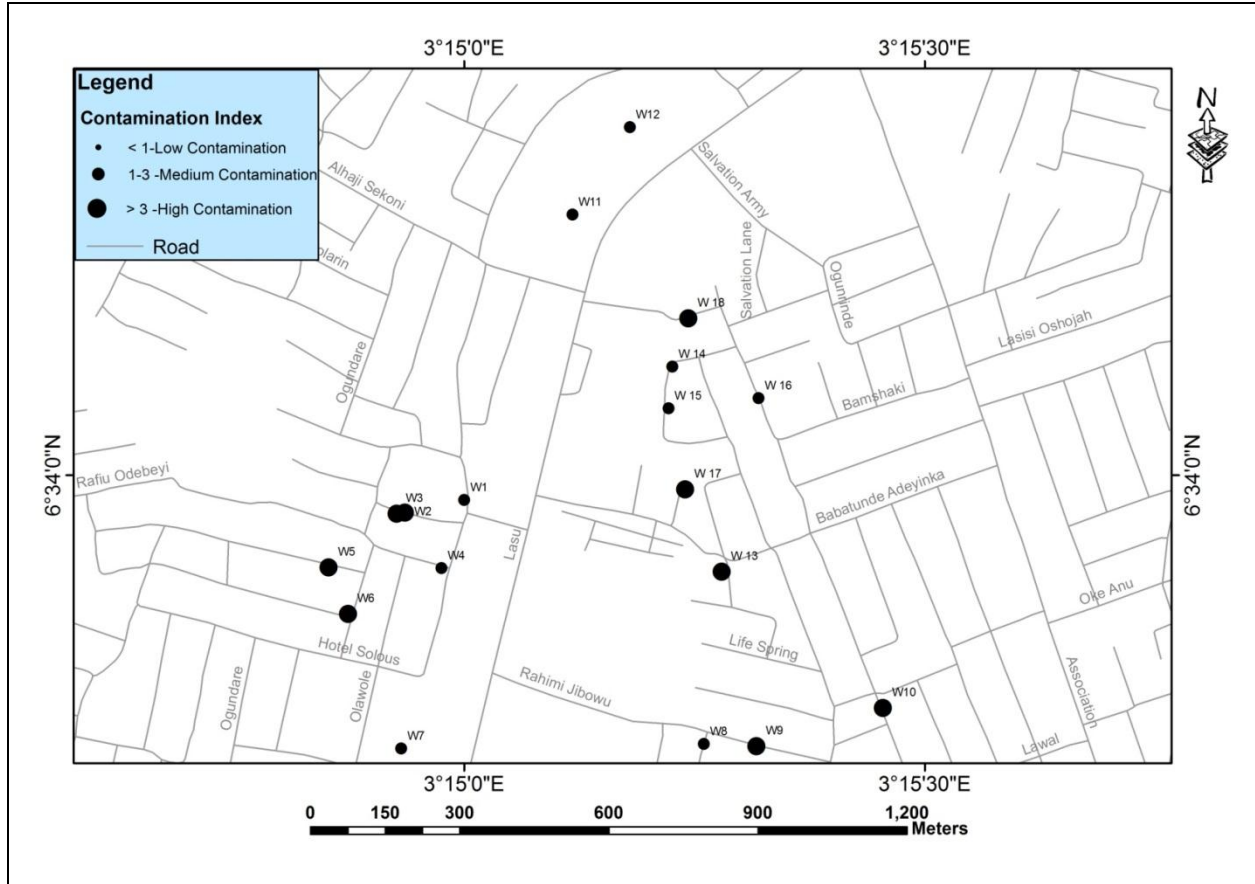 3°15'0"E
3°15'30"E
Legend
Contamination Index
< 1-Low Contamination
1-3 -Medium Contamination
> 3 -High Contamination
Road
N
W12
Salvation Army
Alhaji Sekoni
W11
olarin
Salvation Lane
Ogunrinde
W 18
Lasisi Oshojah
Ogundare
W 14
W 16
Bamshaki
W 15
6°34'0"N
6°34'0"N
Rafiu Odebeyi
W 17
W1
W3
W2
Babatunde Adeyinka
Lasu
W5
W4
W 13
Oke Anu
W6
Hotel Solous
Life Spring
Ogundare
Olawole
Rahimi Jibowu
Association
W10
W7
W8
W9
Lawal
3°15'0"E
3°15'30"E
0 150 300 600 900 1,200
Meters